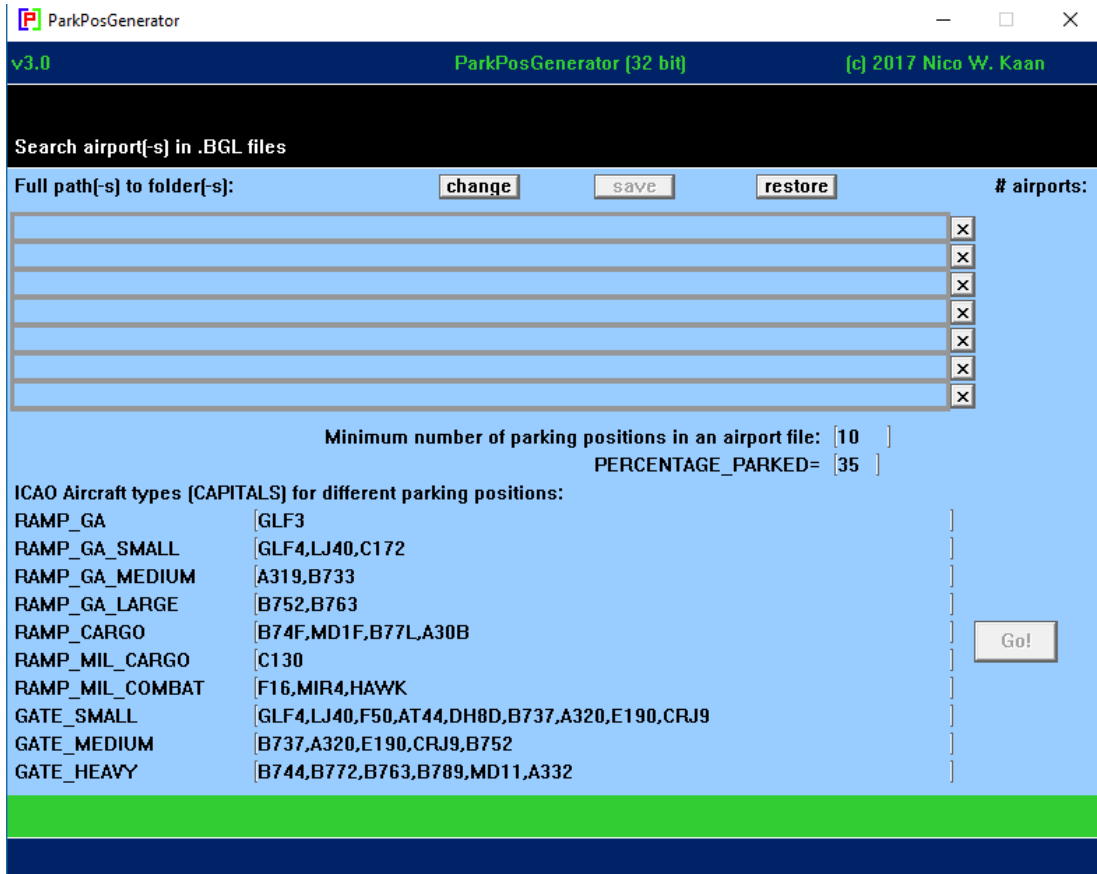 ParkPosGenerator
v3.0 ParkPosGenerator (32 bit) (c) 2017 Nico W. Kaan
Search airport(-s) in .BGL files
Full path(-s) to folder(-s): change save restore # airports:
x
x
x
x
x
x
x
Minimum number of parking positions in an airport file: [10 ]
PERCENTAGE_PARKED= [35 ]
ICAO Aircraft types (CAPITALS) for different parking positions:
RAMP_GA [GLF3 ]
RAMP_GA_SMALL [GLF4,LJ40,C172 ]
RAMP_GA_MEDIUM [A319,B733 ]
RAMP_GA_LARGE [B752,B763 ]
RAMP_CARGO [B74F,MD1F,B77L,A30B ] Go!
RAMP_MIL_CARGO [C130 ]
RAMP_MIL_COMBAT [F16,MIR4,HAWK ]
GATE_SMALL [GLF4,LJ40,F50,AT44,DH8D,B737,A320,E190,CRJ9 ]
GATE_MEDIUM [B737,A320,E190,CRJ9,B752 ]
GATE_HEAVY [B744,B772,B763,B789,MD11,A332 ]